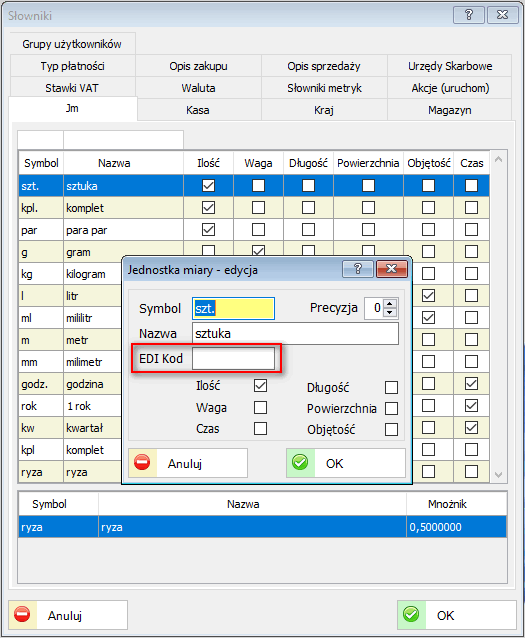 Słowniki
?
Grupy użytkowników
Typ płatności Opis zakupu Opis sprzedaży Urzędy Skarbowe
Stawki VAT Waluta Słowniki metryk Akcje (uruchom)
Jm Kasa Kraj Magazyn
Symbol Nazwa Ilość Waga Długość Powierzchnia Objętość Czas
szt. sztuka
kpl. komplet
par para par
g gram
kg kilogram
l litr
ml mililitr
m metr
mm milimetr
godz. godzina
rok 1 rok
kw kwartał
kpl komplet
ryza ryza
Jednostka miary - edycja
?
Symbol szt. Precyzja 0
Nazwa sztuka
EDI Kod
Ilość Długość
Waga Powierzchnia
Czas Objętość
Anuluj OK
Symbol Nazwa Mnożnik
ryza ryza 0,5000000
Anuluj OK